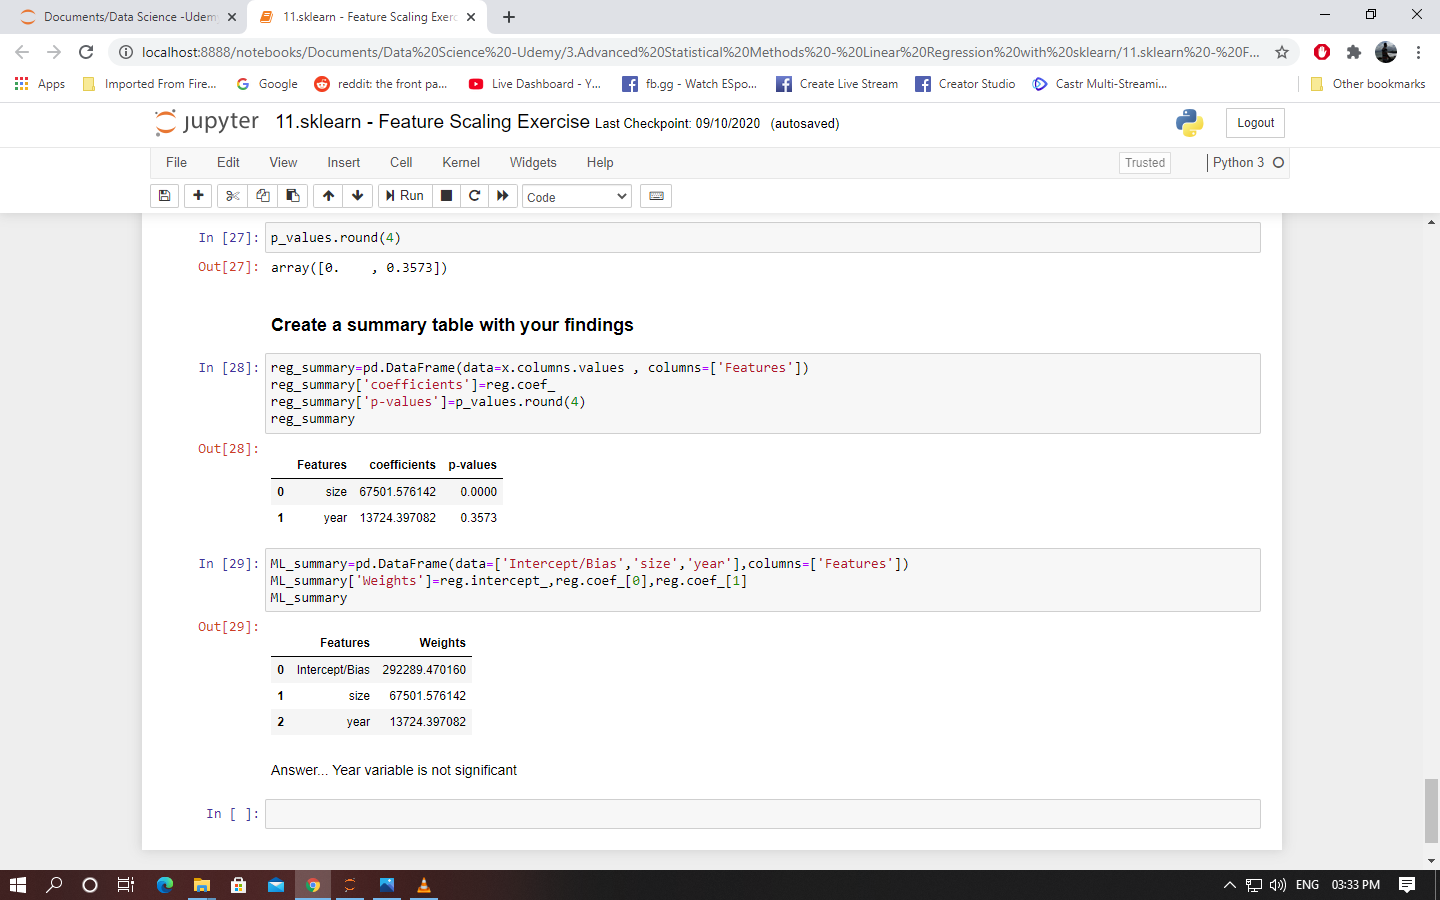 Documents/Data Science -Udem
11.sklearn - Feature Scaling Exerc
localhost:8888/notebooks/Documents/Data%20Science%20-Udemy/3.Advanced%20Statistical%20Methods%20-%20Linear%20Regression%20with%20sklearn/11.sklearn%20-%20F...
Apps Imported From Fire... Google reddit: the front pa... Live Dashboard - Y... fb.gg - Watch ESpo... Create Live Stream Creator Studio Castr Multi-Streami... Other bookmarks
jupyter 11.sklearn - Feature Scaling Exercise Last Checkpoint: 09/10/2020 (autosaved) Logout
File Edit View Insert Cell Kernel Widgets Help Trusted Python 3
Run Code
In [27]: p_values.round(4)
Out[27]: array([0.    , 0.3573])
Create a summary table with your findings
In [28]: reg_summary=pd.DataFrame(data=x.columns.values , columns=['Features'])
reg_summary['coefficients']=reg.coef_
reg_summary['p-values']=p_values.round(4)
reg_summary
Out[28]:
Features coefficients p-values
0 size 67501.576142 0.0000
1 year 13724.397082 0.3573
In [29]: ML_summary=pd.DataFrame(data=['Intercept/Bias','size','year'],columns=['Features'])
ML_summary['Weights']=reg.intercept_,reg.coef_[0],reg.coef_[1]
ML_summary
Out[29]:
Features Weights
0 Intercept/Bias 292289.470160
1 size 67501.576142
2 year 13724.397082
Answer... Year variable is not significant
In [ ]:
ENG 03:33 PM